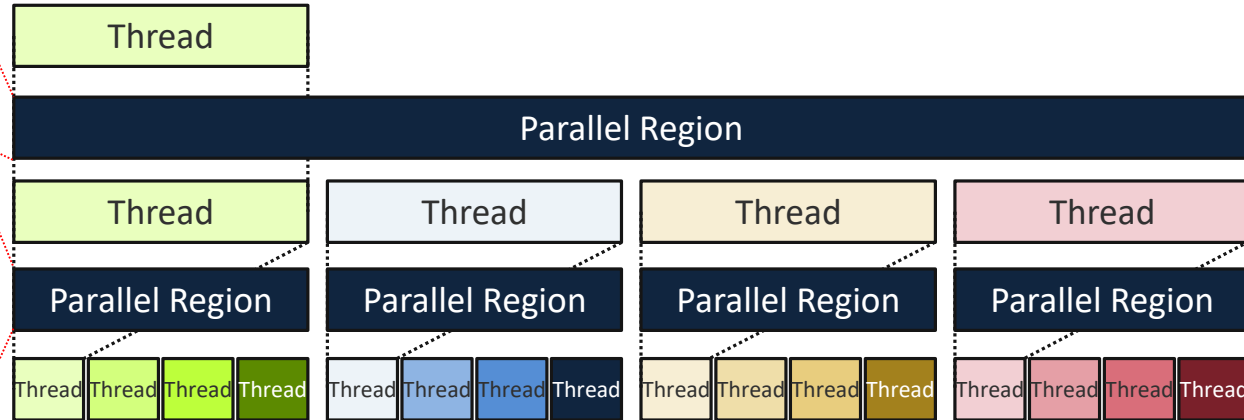 Thread
Parallel Region
Thread Thread Thread Thread
Parallel Region Parallel Region Parallel Region Parallel Region
Thread Thread Thread Thread Thread Thread Thread Thread Thread Thread Thread Thread Thread Thread Thread Thread